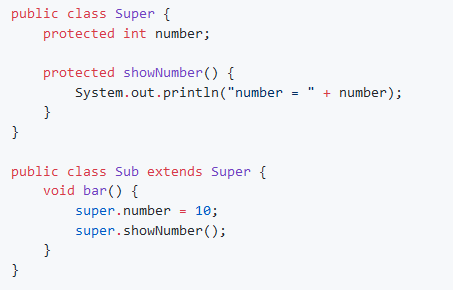 public class Super {
    protected int number;

    protected showNumber() {
        System.out.println("number = " + number);
    }
}

public class Sub extends Super {
    void bar() {
        super.number = 10;
        super.showNumber();
    }
}